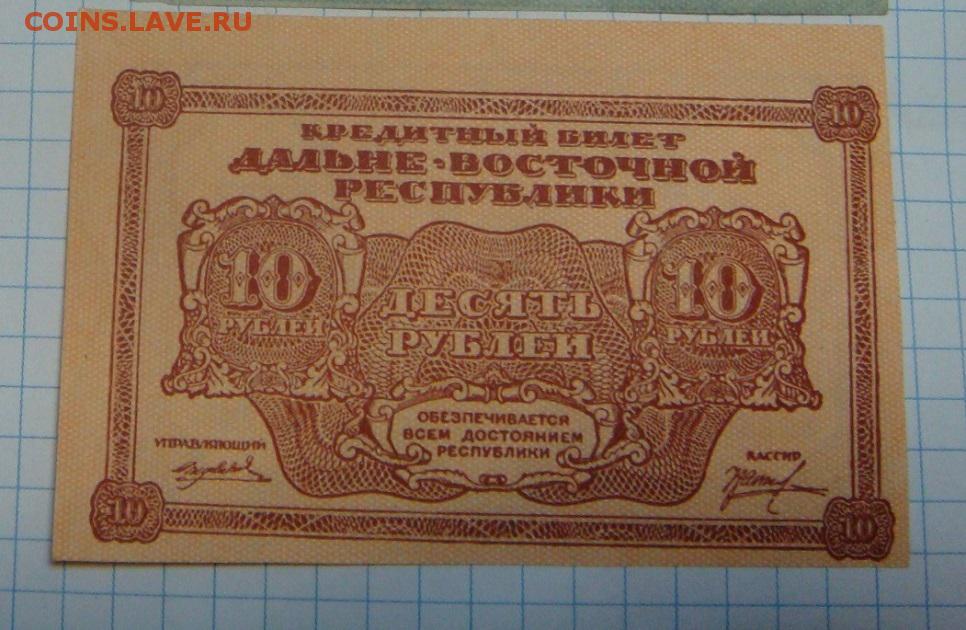 COINS.LAVE.RU
10 10
КРЕДИТНЫЙ БИЛЕТ
ДАЛЬНЕ-ВОСТОЧНОЙ
РЕСПУБЛИКИ
10 10
РУБЛЕЙ РУБЛЕЙ
ДЕСЯТЬ
РУБЛЕЙ
ОБЕЗПЕЧИВАЕТСЯ
ВСЕМ ДОСТОЯНИЕМ
РЕСПУБЛИКИ
УПРАВЛЯЮЩИЙ КАССИР
10 10